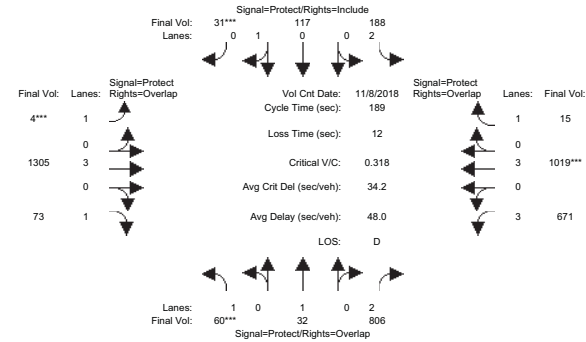 Signal=Protect/Rights=Include
Final Vol: 31*** 117 188
Lanes: 0 1 0 0 2
Signal=Protect Signal=Protect
Final Vol: Lanes: Rights=Overlap Vol Cnt Date: 11/8/2018 Rights=Overlap Lanes: Final Vol:
Cycle Time (sec): 189
4*** 1 1 15
Loss Time (sec): 12
0 0
1305 3 Critical V/C: 0.318 3 1019***
0 Avg Crit Del (sec/veh): 34.2 0
73 1 Avg Delay (sec/veh): 48.0 3 671
LOS: D
Lanes: 1 0 1 0 2
Final Vol: 60*** 32 806
Signal=Protect/Rights=Overlap